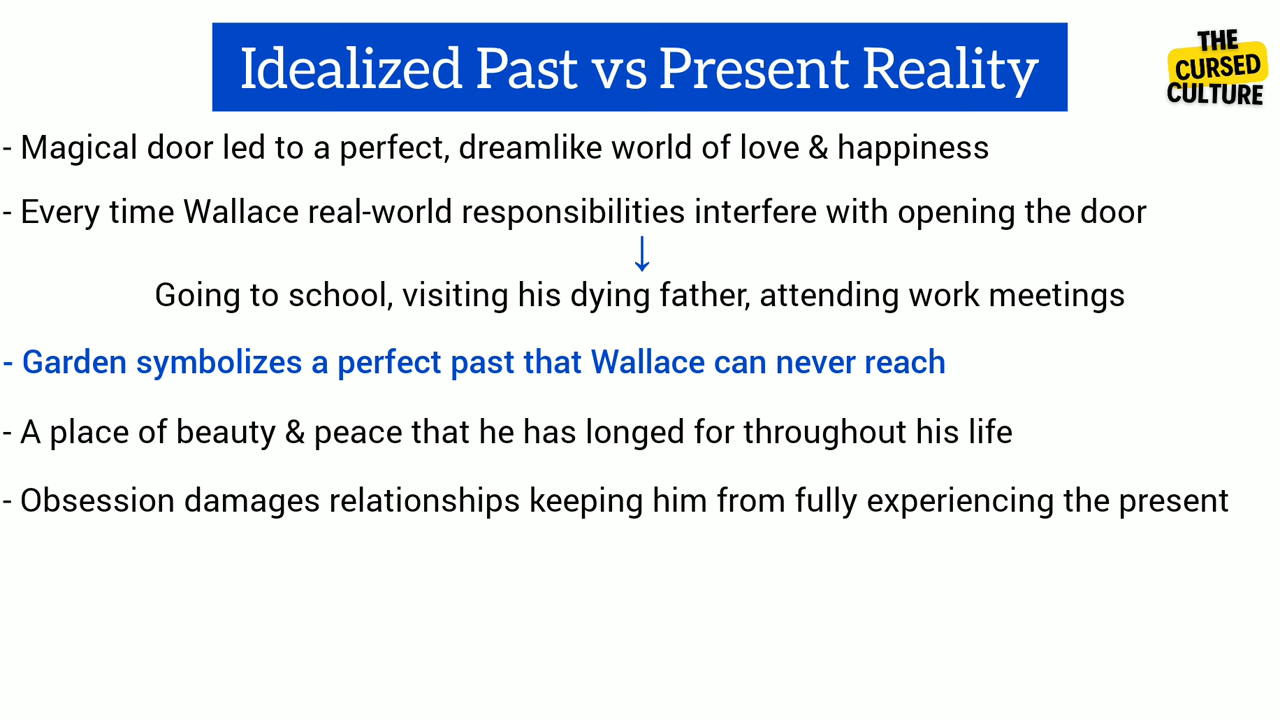 Idealized Past vs Present Reality
THE
CURSED
CULTURE
- Magical door led to a perfect, dreamlike world of love & happiness
- Every time Wallace real-world responsibilities interfere with opening the door
↓
Going to school, visiting his dying father, attending work meetings
- Garden symbolizes a perfect past that Wallace can never reach
- A place of beauty & peace that he has longed for throughout his life
- Obsession damages relationships keeping him from fully experiencing the present